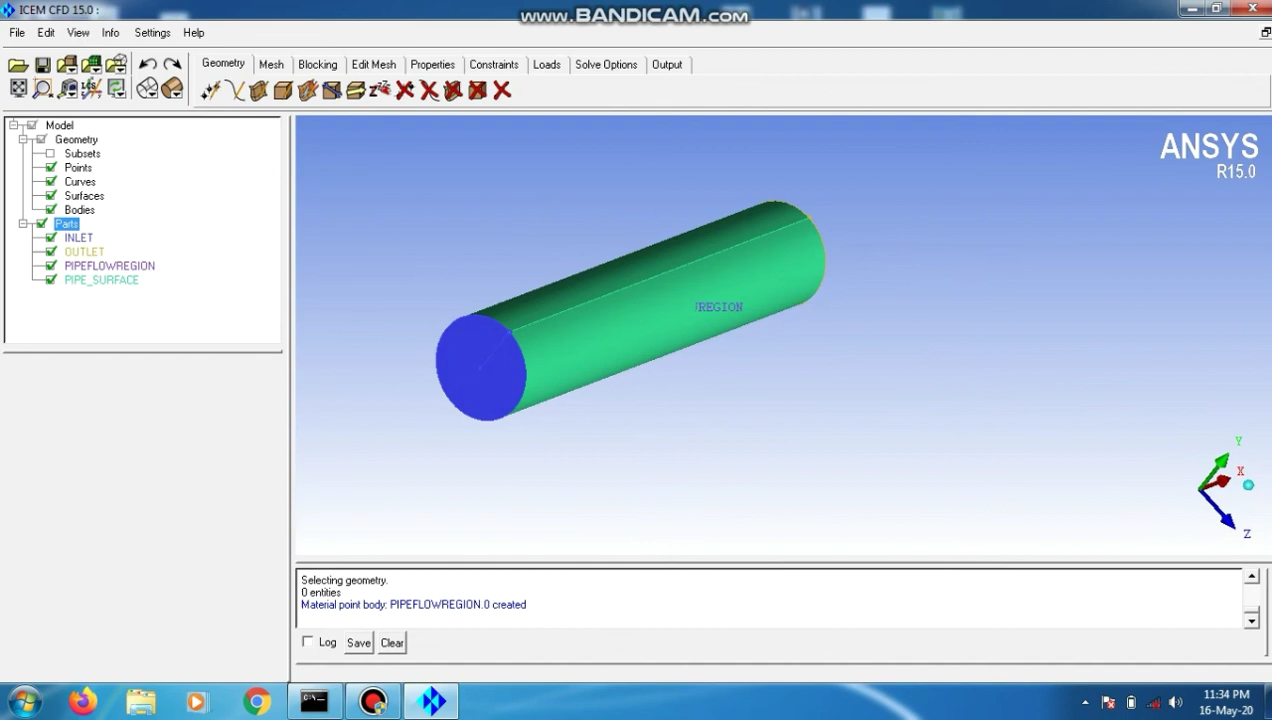 ICEM CFD 15.0 :
www.BANDICAM.com
File Edit View Info Settings Help
Geometry Mesh Blocking Edit Mesh Properties Constraints Loads Solve Options Output
Model
Geometry
Subsets
Points
Curves
Surfaces
Bodies
Parts
INLET
OUTLET
PIPEFLOWREGION
PIPE_SURFACE
ANSYS
R15.0
REGION
Y
X
Z
Selecting geometry.
0 entities
Material point body: PIPEFLOWREGION.0 created
Log Save Clear
11:34 PM
16-May-20